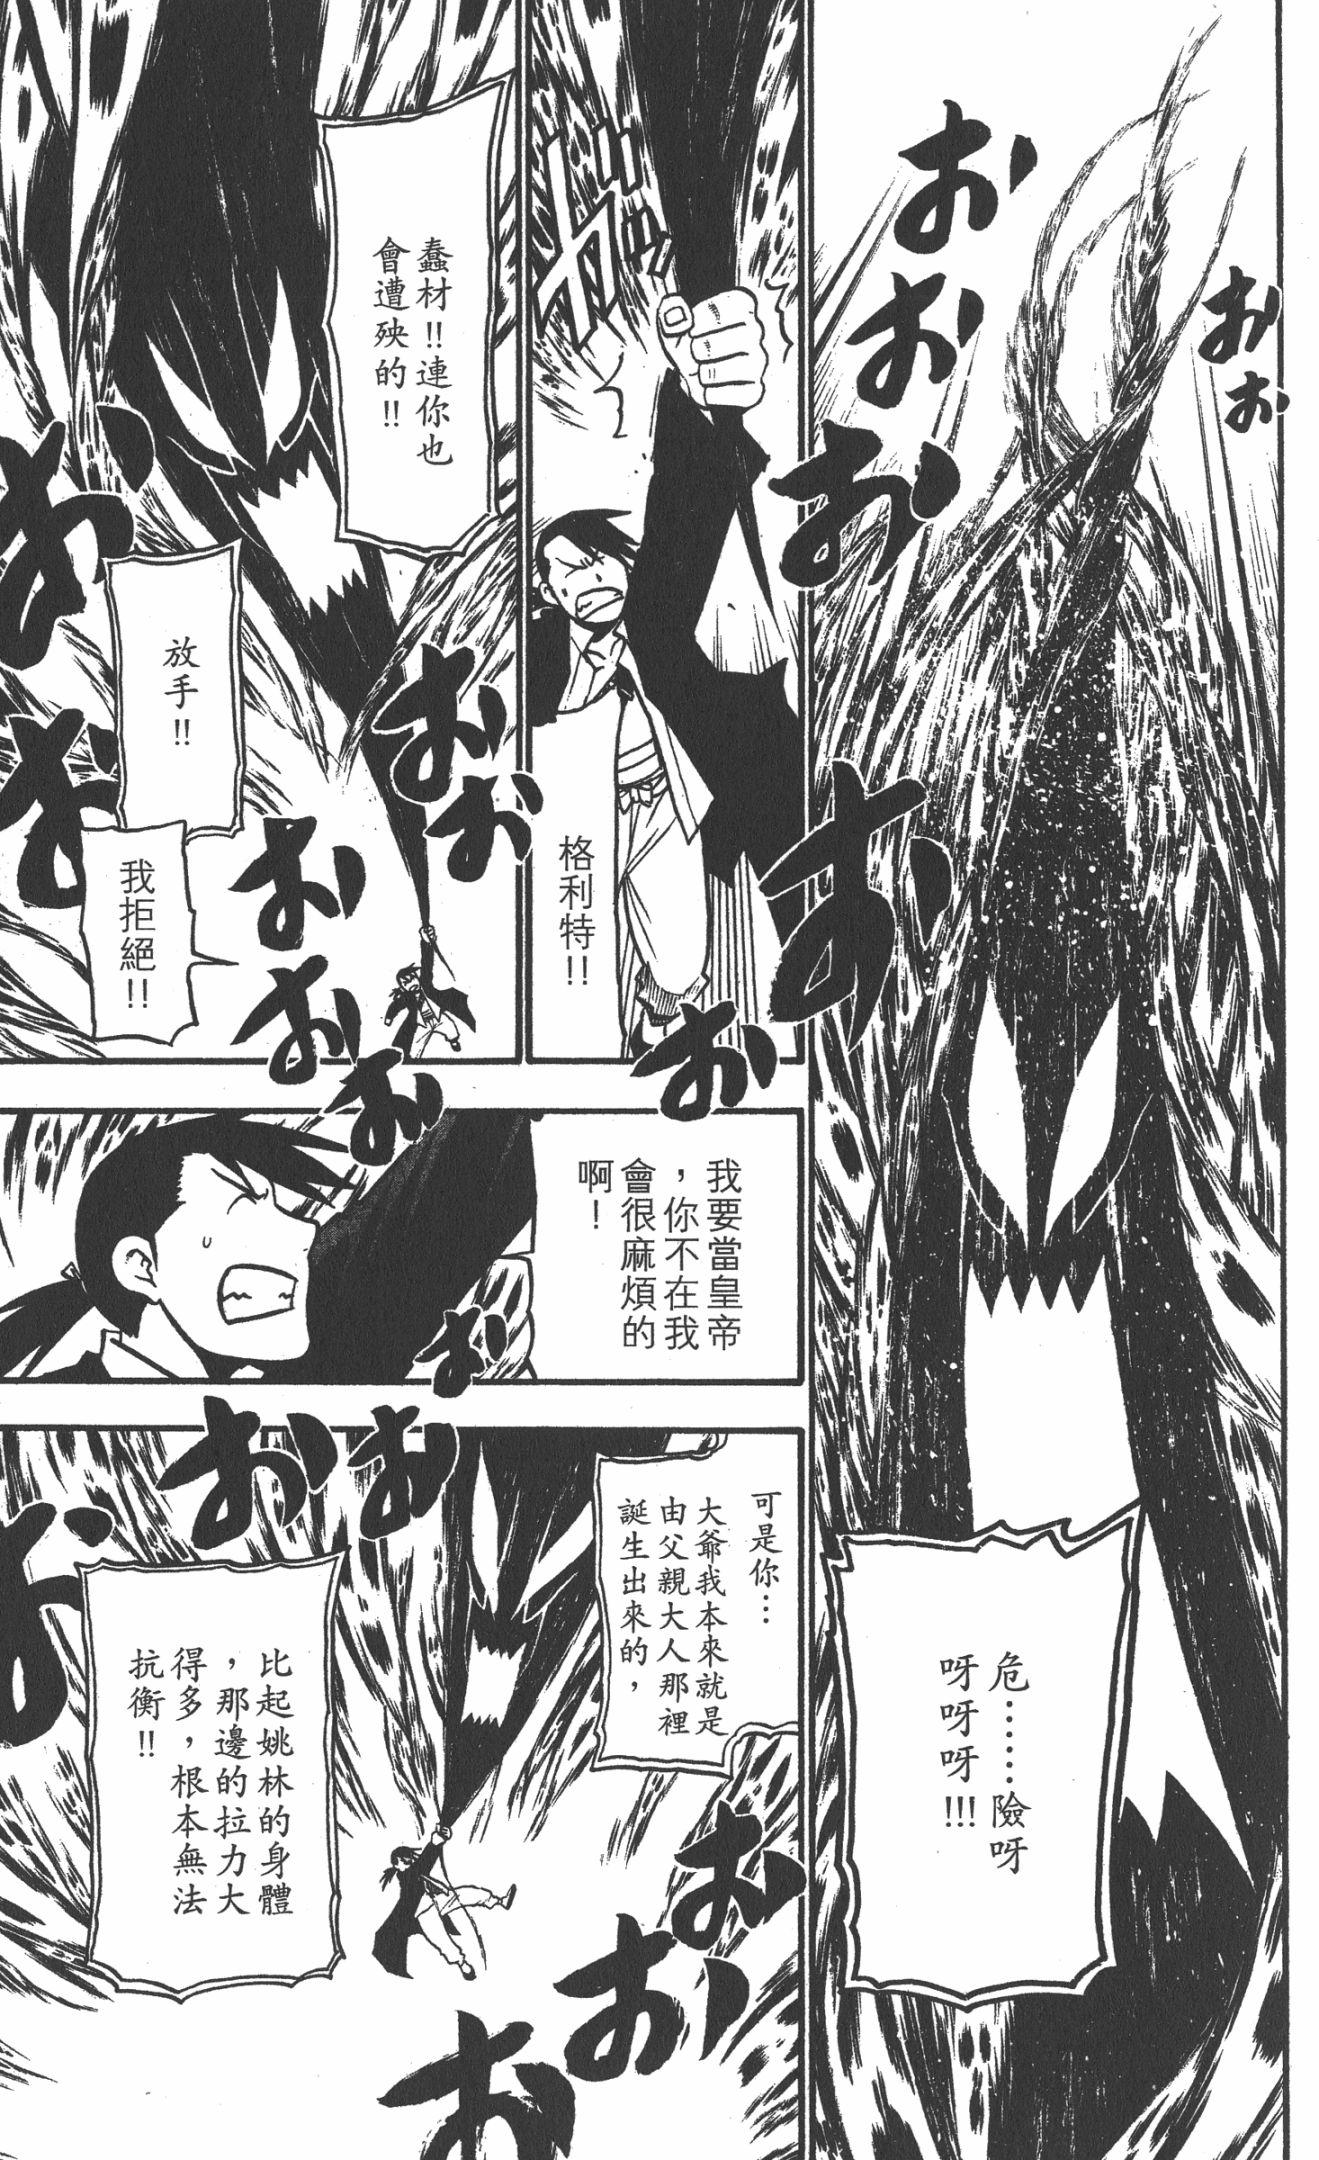 おおおお
おお
危……險呀
呀呀呀!!!
ガッ
格利特!!
蠢材!!連你也
會遭殃的!!
放手!!
我拒絕!!
おおお
おお
おおお
お
我要當皇帝
，你不在我
會很麻煩的
啊！
お
可是你…
大爺我本來就是
由父親大人那裡
誕生出來的，
比起姚林的身體
，那邊的拉力大
得多，根本無法
抗衡!!
おおお
おおお